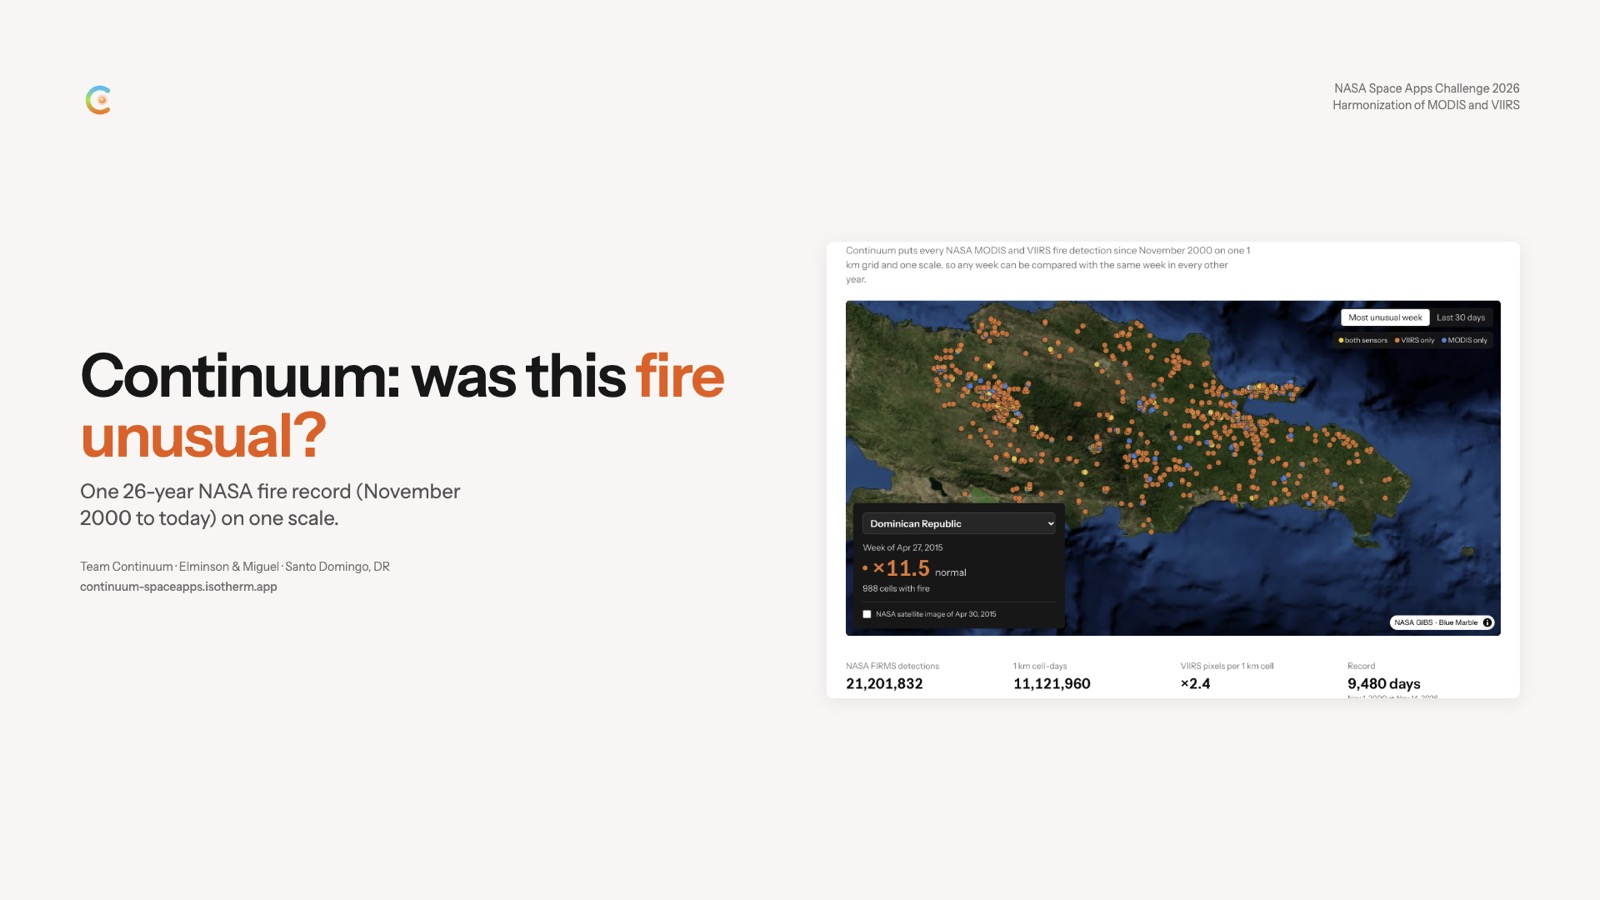 NASA Space Apps Challenge 2026
Harmonization of MODIS and VIIRS
Continuum: was this fire
unusual?
One 26-year NASA fire record (November
2000 to today) on one scale.
Team Continuum · Elminson & Miguel · Santo Domingo, DR
continuum-spaceapps.isotherm.app
Continuum puts every NASA MODIS and VIIRS fire detection since November 2000 on one 1
km grid and one scale, so any week can be compared with the same week in every other
year.
Most unusual week
Last 30 days
both sensors
VIIRS only
MODIS only
Dominican Republic
Week of Apr 27, 2015
×11.5 normal
988 cells with fire
NASA satellite image of Apr 30, 2015
NASA GIBS · Blue Marble
NASA FIRMS detections
21,201,832
1 km cell-days
11,121,960
VIIRS pixels per 1 km cell
×2.4
Record
9,480 days